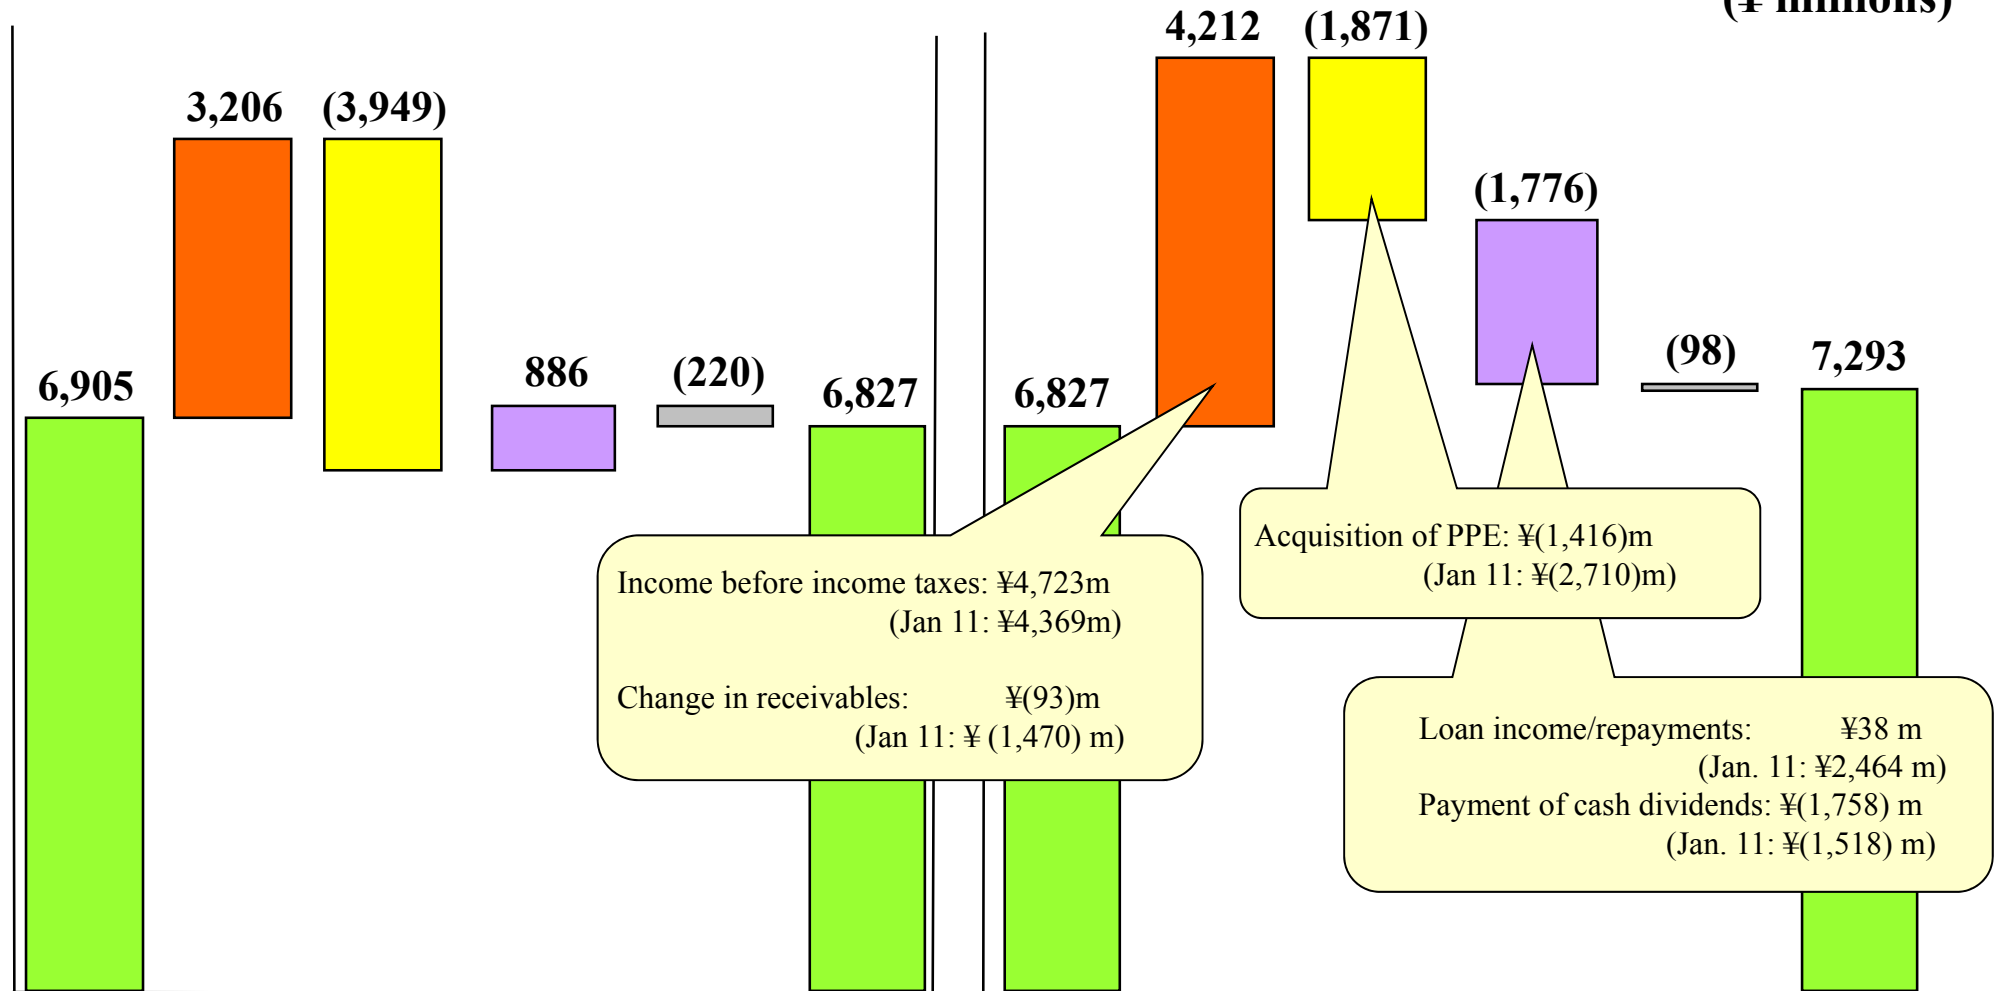 (¥ millions)
4,212 (1,871)
3,206 (3,949)
(1,776)
6,905
886
(220)
6,827
6,827
(98)
7,293
Income before income taxes: ¥4,723m
(Jan 11: ¥4,369m)
Change in receivables: ¥(93)m
(Jan 11: ¥ (1,470) m)
Acquisition of PPE: ¥(1,416)m
(Jan 11: ¥(2,710)m)
Loan income/repayments: ¥38 m
(Jan. 11: ¥2,464 m)
Payment of cash dividends: ¥(1,758) m
(Jan. 11: ¥(1,518) m)